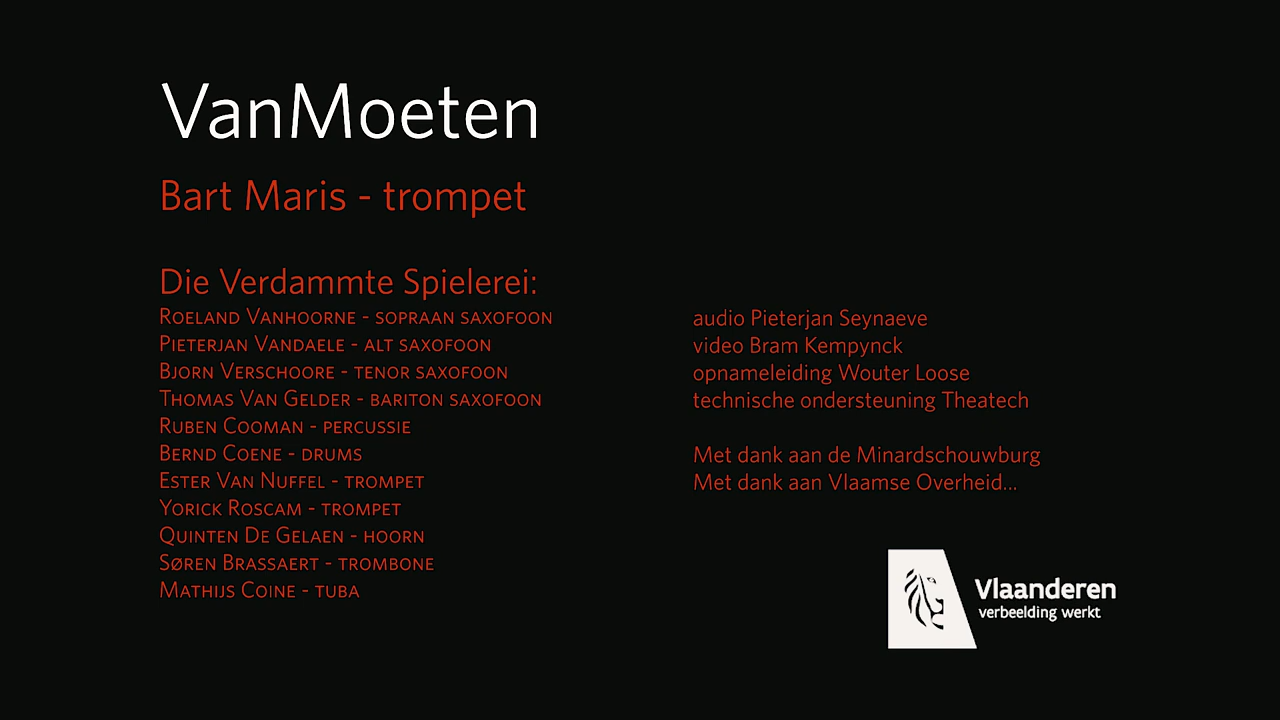 VanMoeten
Bart Maris - trompet
Die Verdammte Spielerei:
Roeland Vanhoorne - sopraan saxofoon
Pieterjan Vandaele - alt saxofoon
Bjorn Verschoore - tenor saxofoon
Thomas Van Gelder - bariton saxofoon
Ruben Cooman - percussie
Bernd Coene - drums
Ester Van Nuffel - trompet
Yorick Roscam - trompet
Quinten De Gelaen - hoorn
Søren Brassaert - trombone
Mathijs Coine - tuba
audio Pieterjan Seynaeve
video Bram Kempynck
opnameleiding Wouter Loose
technische ondersteuning Theatech
Met dank aan de Minardschouwburg
Met dank aan Vlaamse Overheid...
Vlaanderen
verbeelding werkt